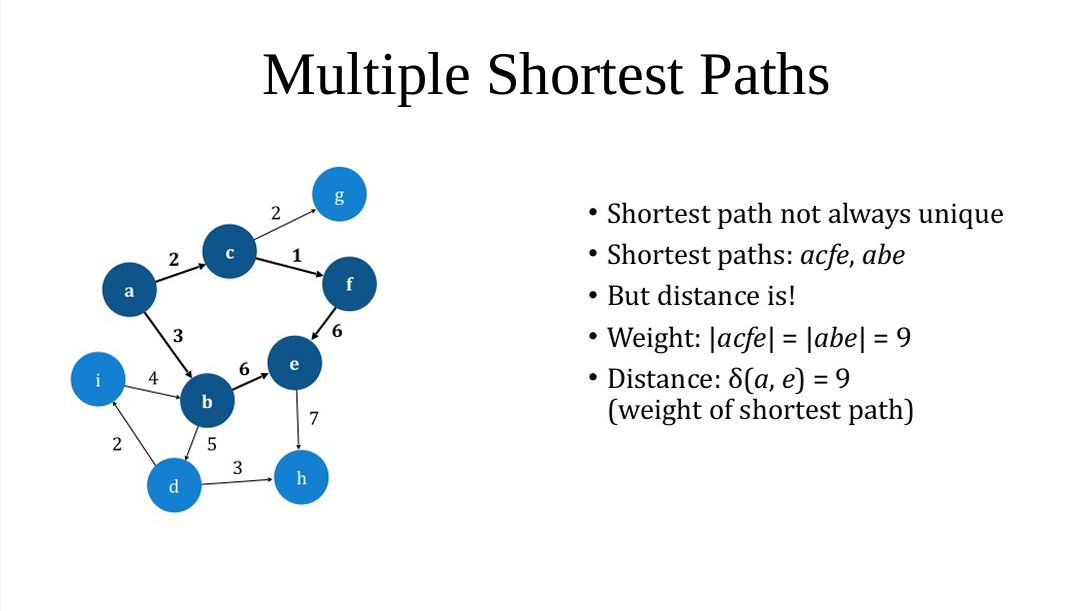 Multiple Shortest Paths
g
2
c
2
1
a
f
3
6
e
i
4
6
b
7
2
5
3
d
h
• Shortest path not always unique
• Shortest paths: acfe, abe
• But distance is!
• Weight: |acfe| = |abe| = 9
• Distance: δ(a, e) = 9
(weight of shortest path)